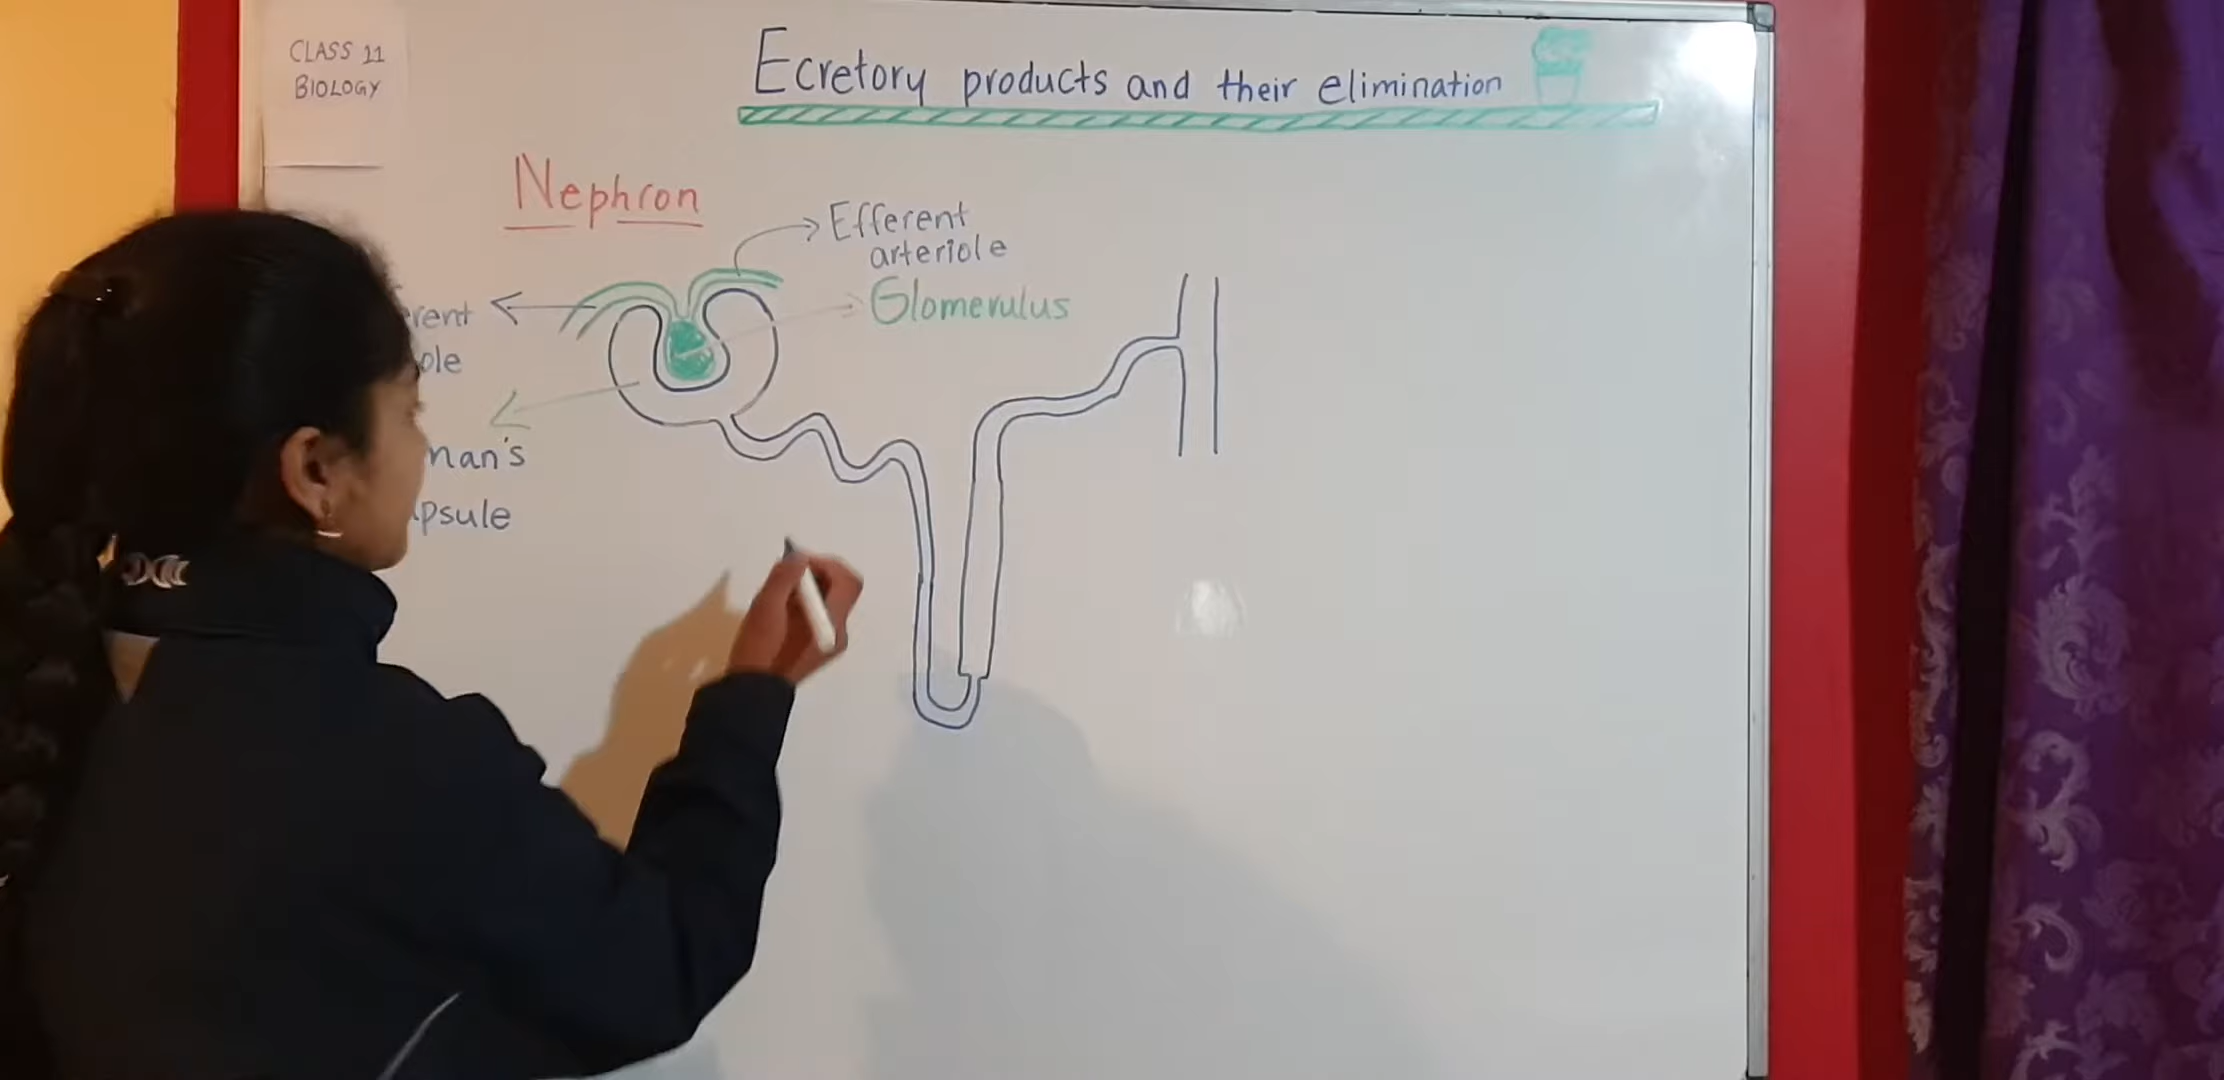 CLASS 11
BIOLOGY
Ecretory products and their elimination
Nephron
Efferent
arteriole
Glomerulus
rent
ole
man's
psule